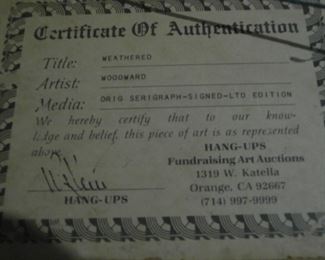 Certificate Of Authentication
Title: WEATHERED
Artist: WOODWARD
Media: ORIG SERIGRAPH-SIGNED-LTD EDITION
We hereby certify that to our know-
ledge and belief, this piece of art is as represented
above.
HANG-UPS
Fundraising Art Auctions
1319 W. Katella
Orange, CA 92667
(714) 997-9999
HANG-UPS